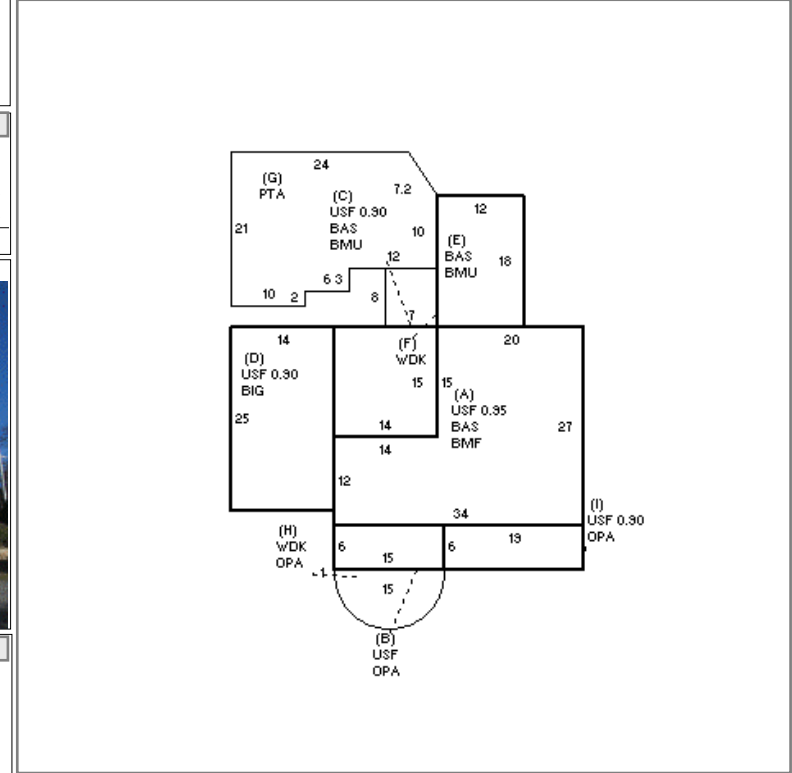 24
(G)
PTA
7.2
(C)
USF 0.90
BAS
BMU
12
21
10
(E)
BAS
BMU
18
12
6 3
10
2
8
7
14
(F)
WDK
20
(D)
USF 0.90
BIG
15
15
(A)
USF 0.95
BAS
BMF
25
14
27
14
12
34
(I)
USF 0.90
OPA
(H)
WDK
OPA
6
15
6
19
1
15
(B)
USF
OPA